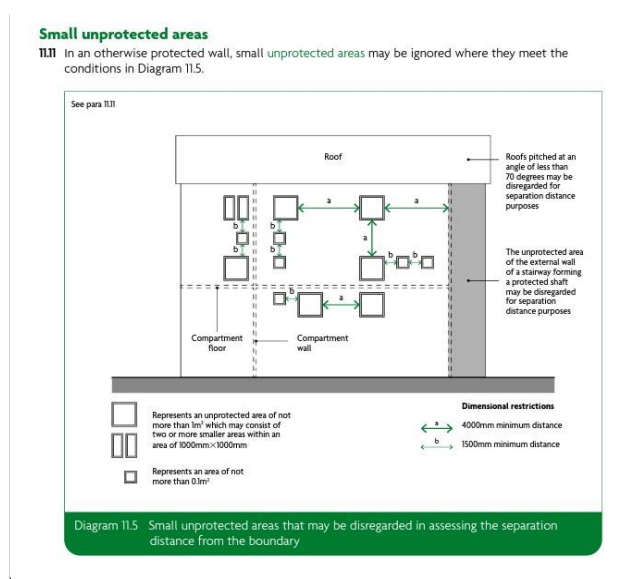 Small unprotected areas
11.11 In an otherwise protected wall, small unprotected areas may be ignored where they meet the
conditions in Diagram 11.5.
See para 11.11
Roof
Roofs pitched at an
angle of less than
70 degrees may be
disregarded for
separation distance
purposes
a
a
b
b
a
b
b
b
b
The unprotected area
of the external wall
of a stairway forming
a protected shaft
may be disregarded
for separation
distance purposes
b
a
Compartment
floor
Compartment
wall
Represents an unprotected area of not
more than 1m² which may consist of
two or more smaller areas within an
area of 1000mm×1000mm
Represents an area of not
more than 0.1m²
Dimensional restrictions
a
4000mm minimum distance
b
1500mm minimum distance
Diagram 11.5 Small unprotected areas that may be disregarded in assessing the separation
distance from the boundary